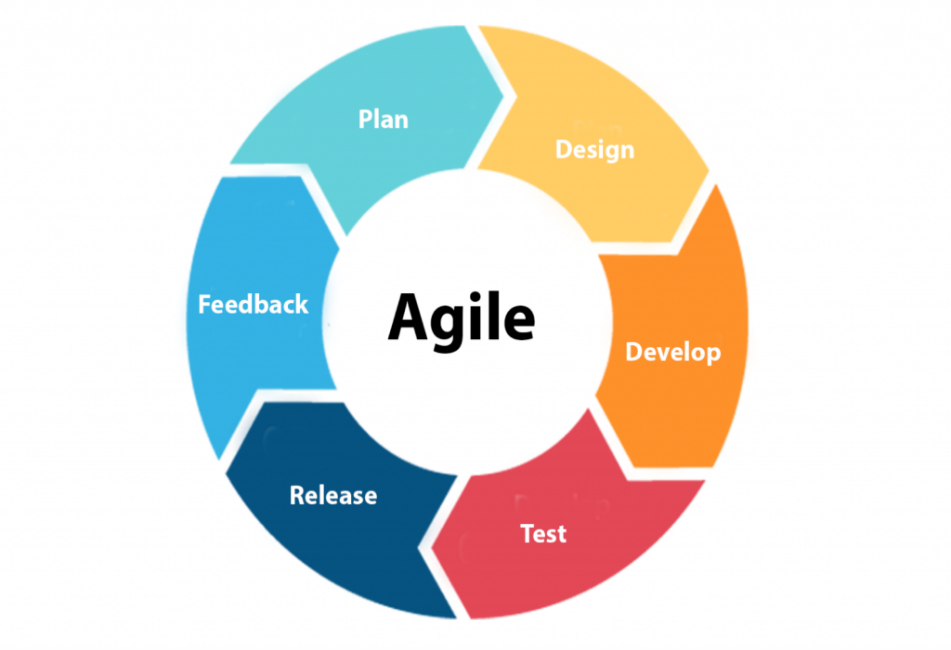 Plan
Design
Develop
Test
Release
Feedback
Agile